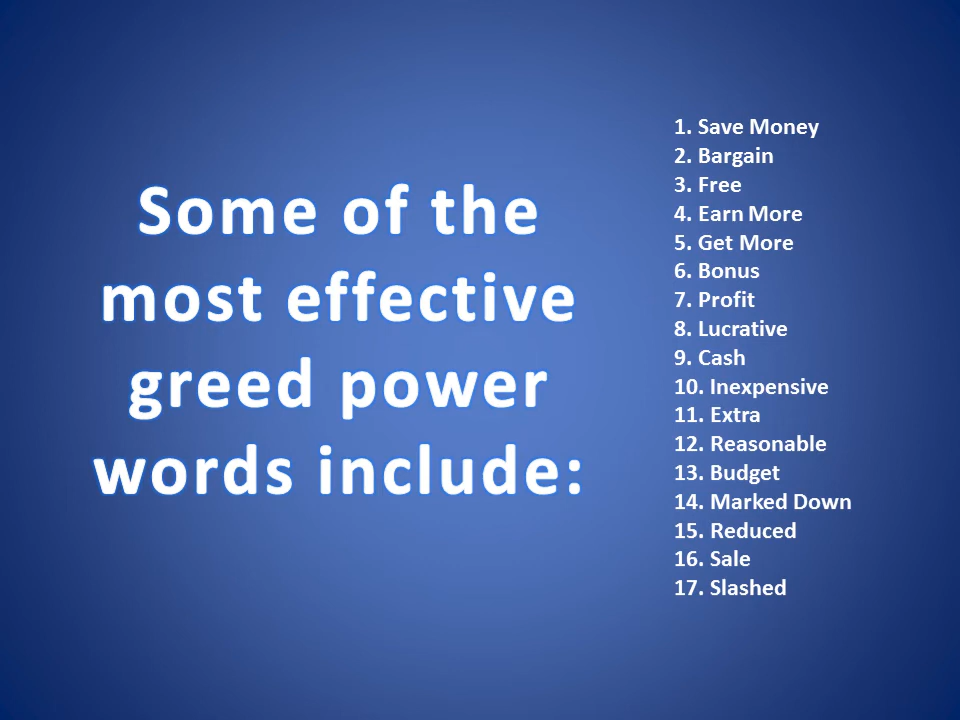 Some of the
most effective
greed power
words include:
1. Save Money
2. Bargain
3. Free
4. Earn More
5. Get More
6. Bonus
7. Profit
8. Lucrative
9. Cash
10. Inexpensive
11. Extra
12. Reasonable
13. Budget
14. Marked Down
15. Reduced
16. Sale
17. Slashed